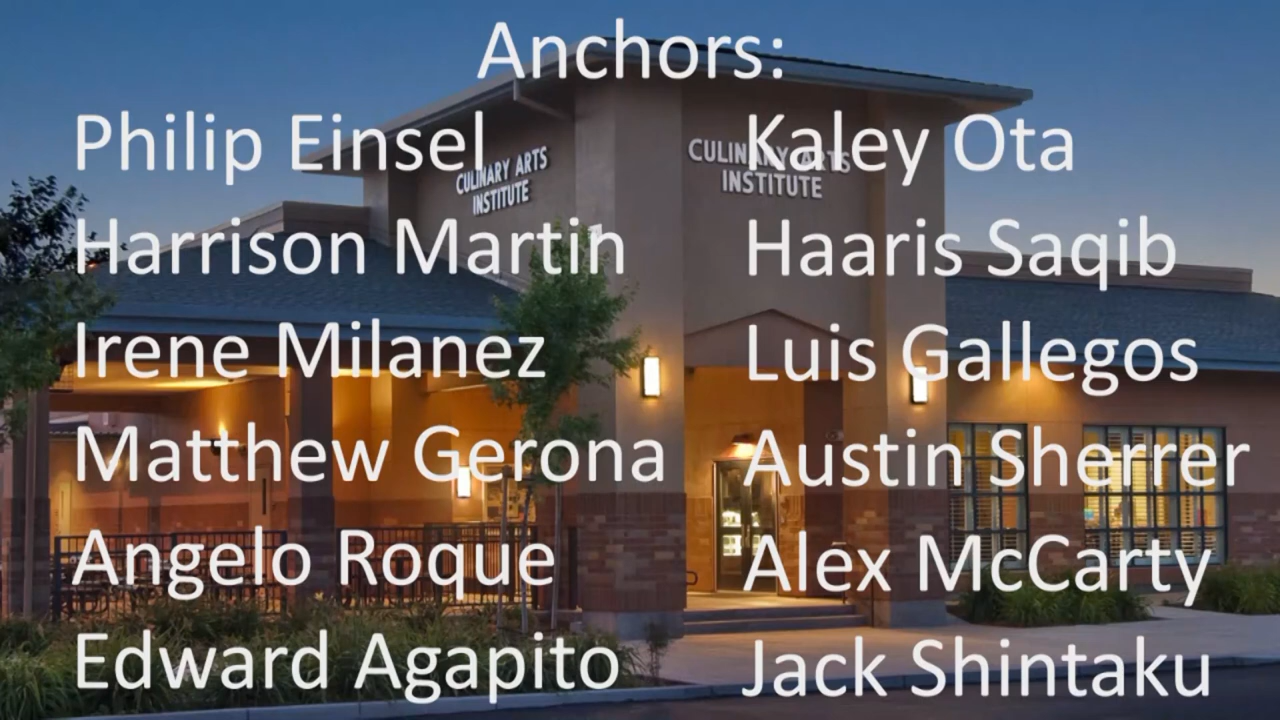 Anchors:
Philip Einsel
Harrison Martin
Irene Milanez
Matthew Gerona
Angelo Roque
Edward Agapito
Kaley Ota
Haaris Saqib
Luis Gallegos
Austin Sherrer
Alex McCarty
Jack Shintaku
CULINARY ARTS
INSTITUTE
CULINARY ARTS
INSTITUTE